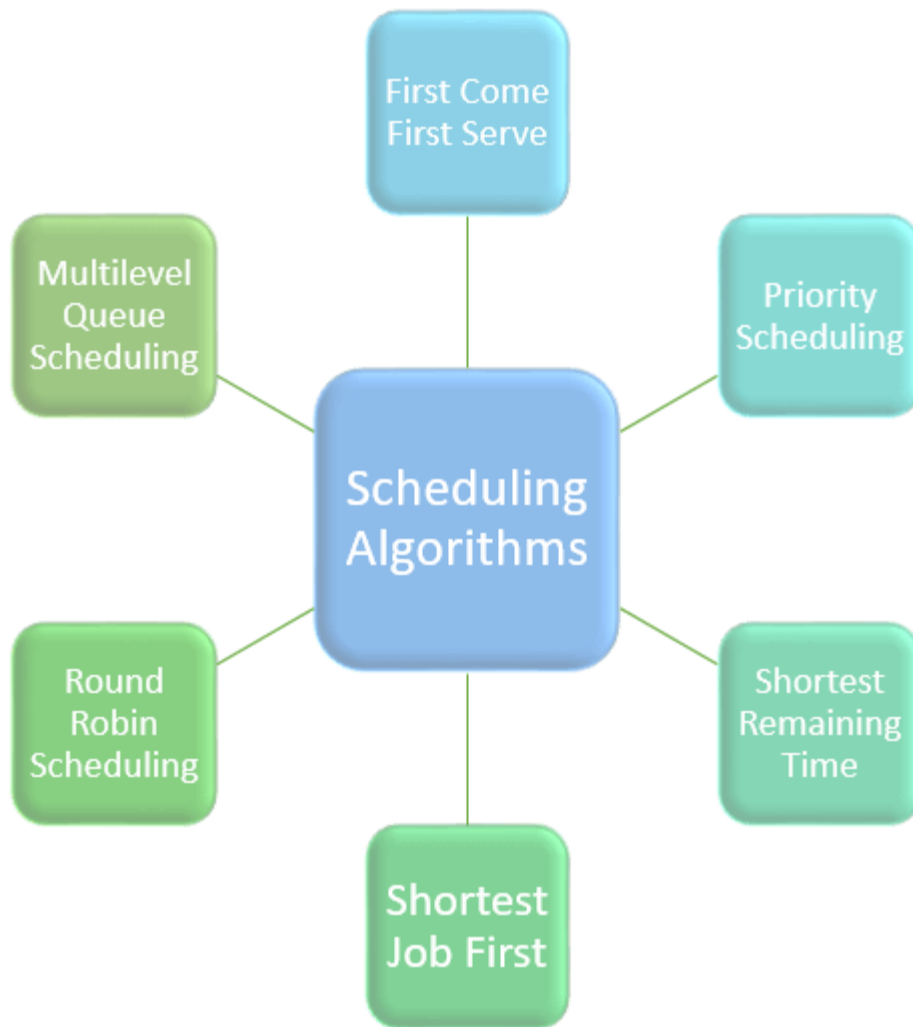 First Come
First Serve
Multilevel
Queue
Scheduling
Priority
Scheduling
Scheduling
Algorithms
Round
Robin
Scheduling
Shortest
Remaining
Time
Shortest
Job First